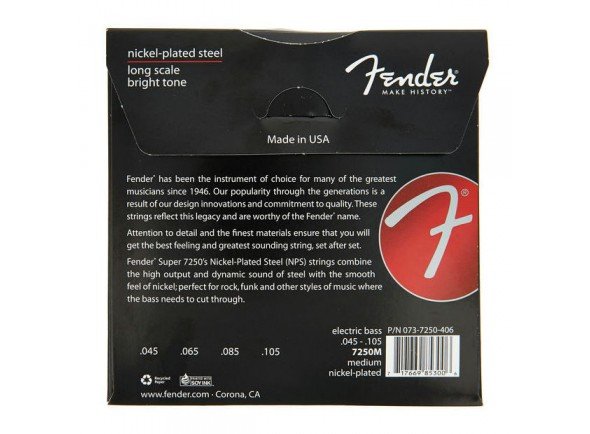 nickel-plated steel
long scale
bright tone
Fender®
MAKE HISTORY™
Made in USA
Fender® has been the instrument of choice for many of the greatest
musicians since 1946. Our popularity through the generations is a
result of our design innovations and commitment to quality. These
strings reflect this legacy and are worthy of the Fender® name.
Attention to detail and the finest materials ensure that you will
get the best feeling and greatest sounding string, set after set.
Fender® Super 7250's Nickel-Plated Steel (NPS) strings combine
the high output and dynamic sound of steel with the smooth
feel of nickel; perfect for rock, funk and other styles of music where
the bass needs to cut through.
F®
electric bass P/N 073-7250-406
.045 - .105
7250M
medium
nickel-plated
7 17669 85300 6
.045 .065 .085 .105
Recycled
Paper
PRINTED WITH
SOY INK
www.fender.com • Corona, CA